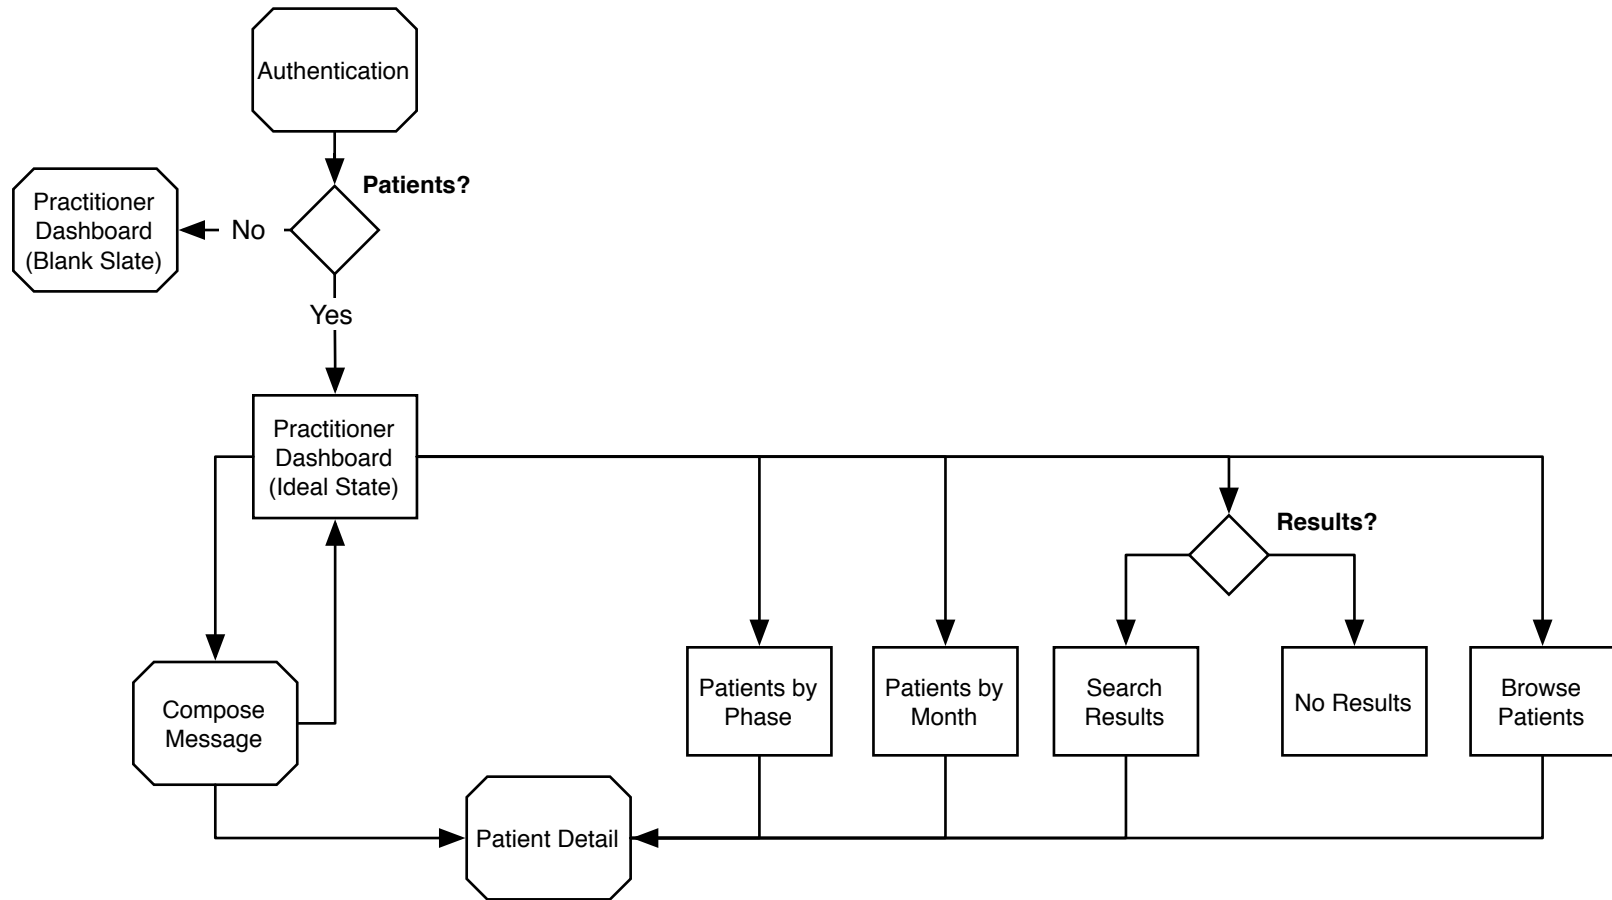 Authentication
Patients?
Practitioner
Dashboard
(Blank Slate)
No
Yes
Practitioner
Dashboard
(Ideal State)
Results?
Compose
Message
Patients by
Phase
Patients by
Month
Search
Results
No Results
Browse
Patients
Patient Detail